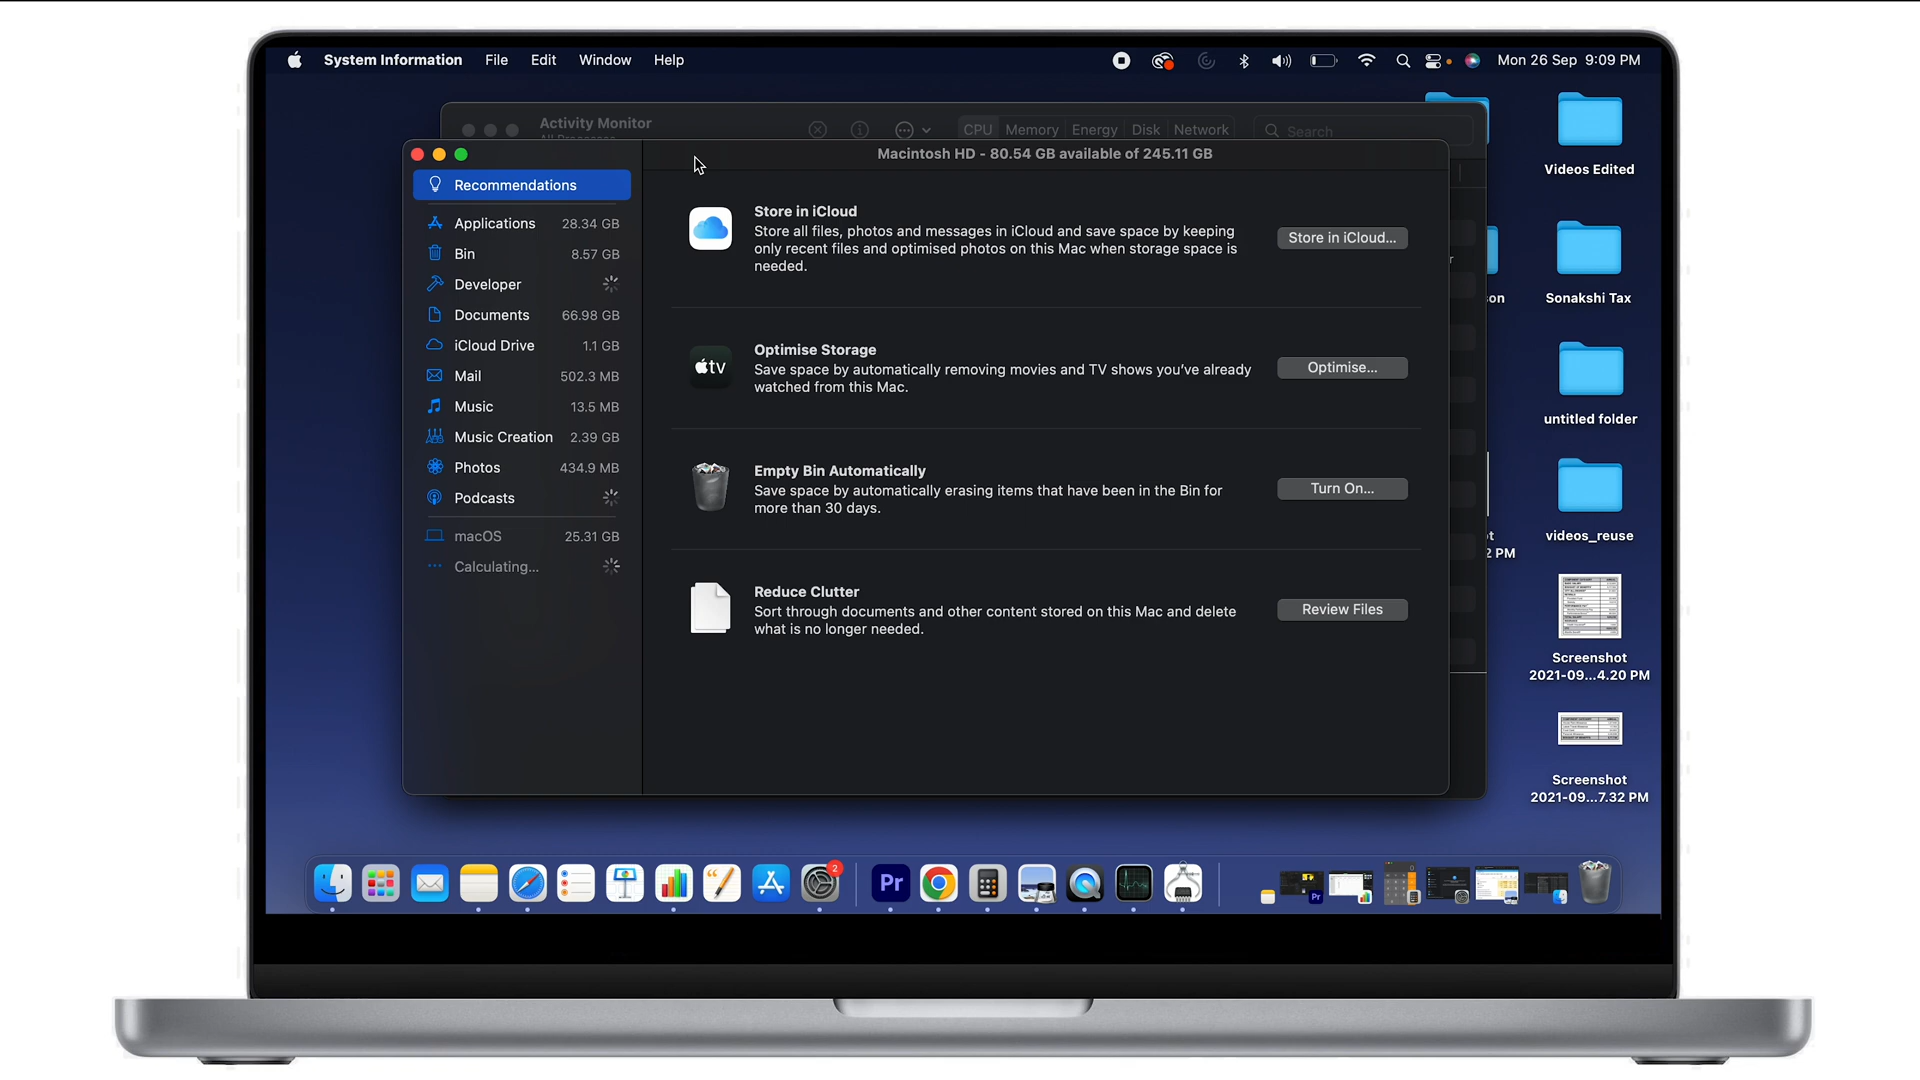 System Information File Edit Window Help
Mon 26 Sep 9:09 PM
Activity Monitor
CPU Memory Energy Disk Network
Search
Macintosh HD - 80.54 GB available of 245.11 GB
Recommendations
Applications 28.34 GB
Bin 8.57 GB
Developer
Documents 66.98 GB
iCloud Drive 1.1 GB
Mail 502.3 MB
Music 13.5 MB
Music Creation 2.39 GB
Photos 434.9 MB
Podcasts
macOS 25.31 GB
Calculating...
Store in iCloud
Store all files, photos and messages in iCloud and save space by keeping
only recent files and optimised photos on this Mac when storage space is
needed.
Store in iCloud...
tv
Optimise Storage
Save space by automatically removing movies and TV shows you've already
watched from this Mac.
Optimise...
Empty Bin Automatically
Save space by automatically erasing items that have been in the Bin for
more than 30 days.
Turn On...
Reduce Clutter
Sort through documents and other content stored on this Mac and delete
what is no longer needed.
Review Files
r
on
t
2 PM
Videos Edited
Sonakshi Tax
untitled folder
videos_reuse
Screenshot
2021-09...4.20 PM
Screenshot
2021-09...7.32 PM
2
Pr
Pr